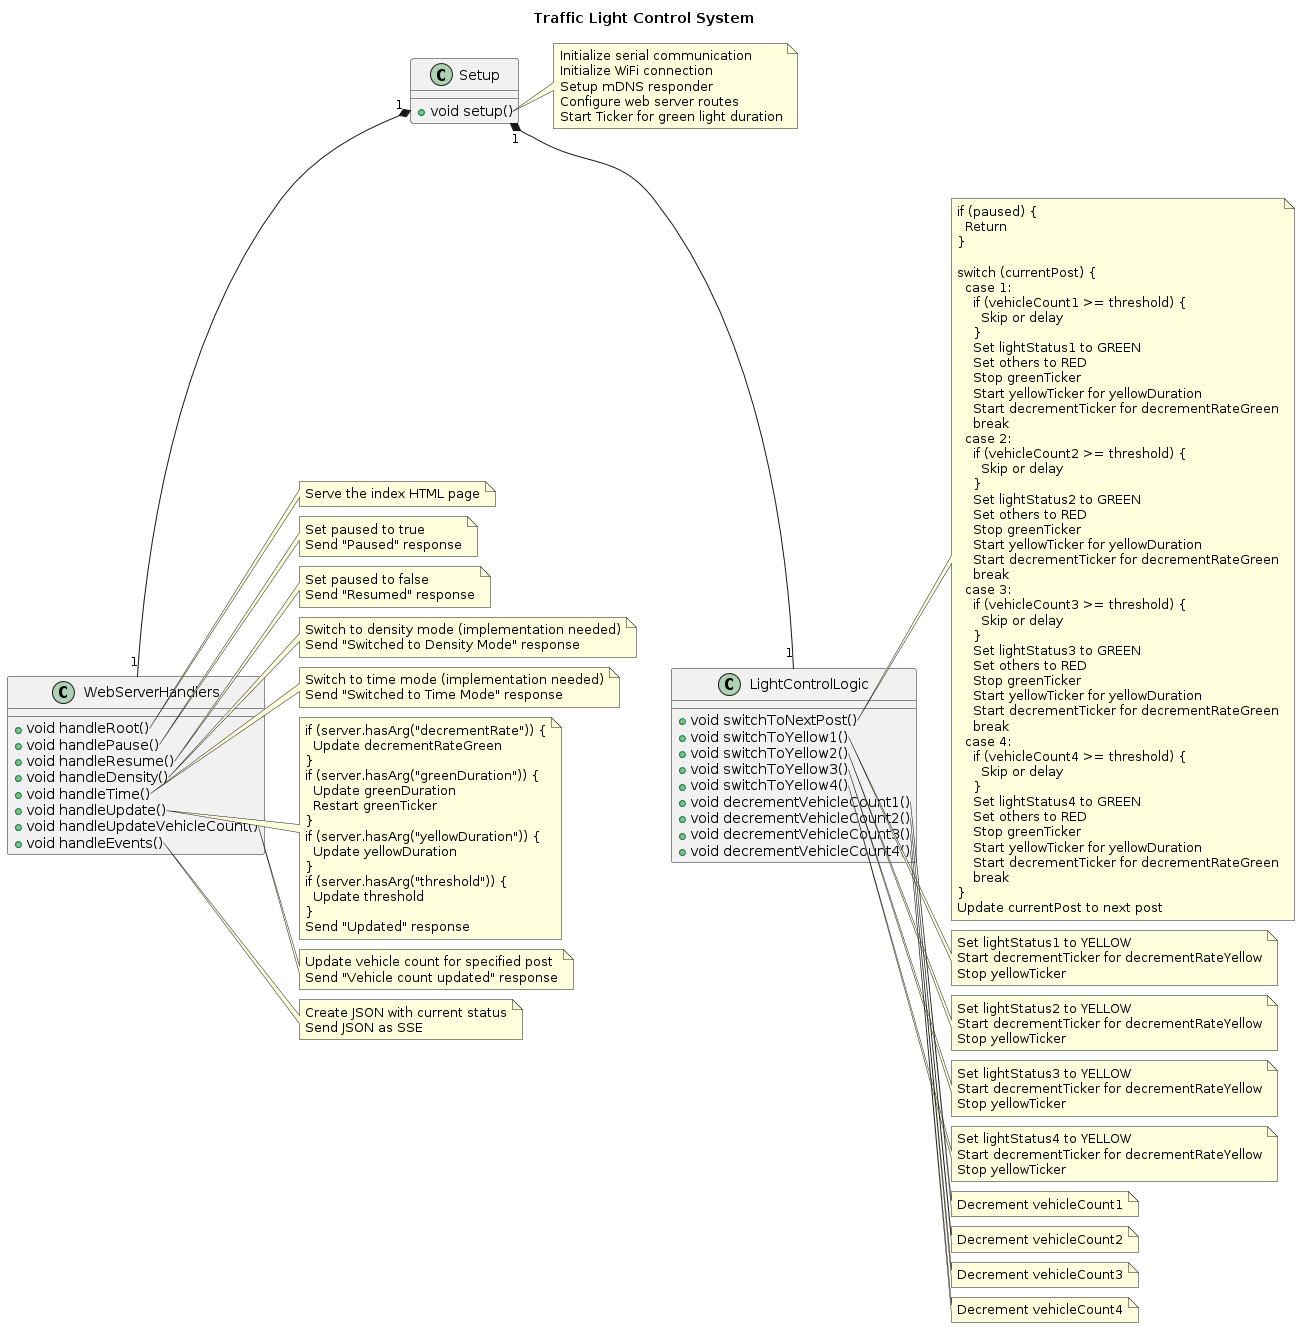 Traffic Light Control System
Setup
void setup()
Initialize serial communication
Initialize WiFi connection
Setup mDNS responder
Configure web server routes
Start Ticker for green light duration
1
1
1
1
WebServerHandlers
void handleRoot()
void handlePause()
void handleResume()
void handleDensity()
void handleTime()
void handleUpdate()
void handleUpdateVehicleCount()
void handleEvents()
Serve the index HTML page
Set paused to true
Send "Paused" response
Set paused to false
Send "Resumed" response
Switch to density mode (implementation needed)
Send "Switched to Density Mode" response
Switch to time mode (implementation needed)
Send "Switched to Time Mode" response
if (server.hasArg("decrementRate")) {
Update decrementRateGreen
}
if (server.hasArg("greenDuration")) {
Update greenDuration
Restart greenTicker
}
if (server.hasArg("yellowDuration")) {
Update yellowDuration
}
if (server.hasArg("threshold")) {
Update threshold
}
Send "Updated" response
Update vehicle count for specified post
Send "Vehicle count updated" response
Create JSON with current status
Send JSON as SSE
LightControlLogic
void switchToNextPost()
void switchToYellow1()
void switchToYellow2()
void switchToYellow3()
void switchToYellow4()
void decrementVehicleCount1()
void decrementVehicleCount2()
void decrementVehicleCount3()
void decrementVehicleCount4()
if (paused) {
Return
}
switch (currentPost) {
case 1:
if (vehicleCount1 >= threshold) {
Skip or delay
}
Set lightStatus1 to GREEN
Set others to RED
Stop greenTicker
Start yellowTicker for yellowDuration
Start decrementTicker for decrementRateGreen
break
case 2:
if (vehicleCount2 >= threshold) {
Skip or delay
}
Set lightStatus2 to GREEN
Set others to RED
Stop greenTicker
Start yellowTicker for yellowDuration
Start decrementTicker for decrementRateGreen
break
case 3:
if (vehicleCount3 >= threshold) {
Skip or delay
}
Set lightStatus3 to GREEN
Set others to RED
Stop greenTicker
Start yellowTicker for yellowDuration
Start decrementTicker for decrementRateGreen
break
case 4:
if (vehicleCount4 >= threshold) {
Skip or delay
}
Set lightStatus4 to GREEN
Set others to RED
Stop greenTicker
Start yellowTicker for yellowDuration
Start decrementTicker for decrementRateGreen
break
}
Update currentPost to next post
Set lightStatus1 to YELLOW
Start decrementTicker for decrementRateYellow
Stop yellowTicker
Set lightStatus2 to YELLOW
Start decrementTicker for decrementRateYellow
Stop yellowTicker
Set lightStatus3 to YELLOW
Start decrementTicker for decrementRateYellow
Stop yellowTicker
Set lightStatus4 to YELLOW
Start decrementTicker for decrementRateYellow
Stop yellowTicker
Decrement vehicleCount1
Decrement vehicleCount2
Decrement vehicleCount3
Decrement vehicleCount4